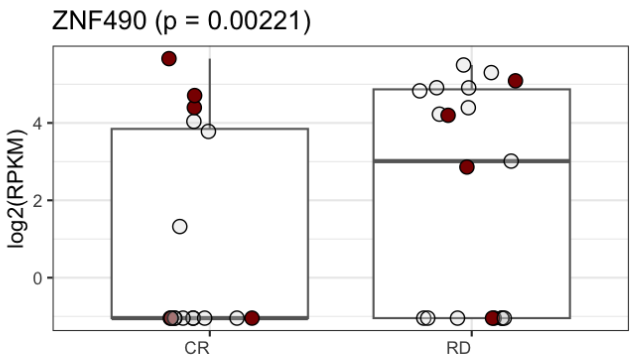 ZNF490 (p = 0.00221)
log2(RPKM)
4
2
0
CR
RD